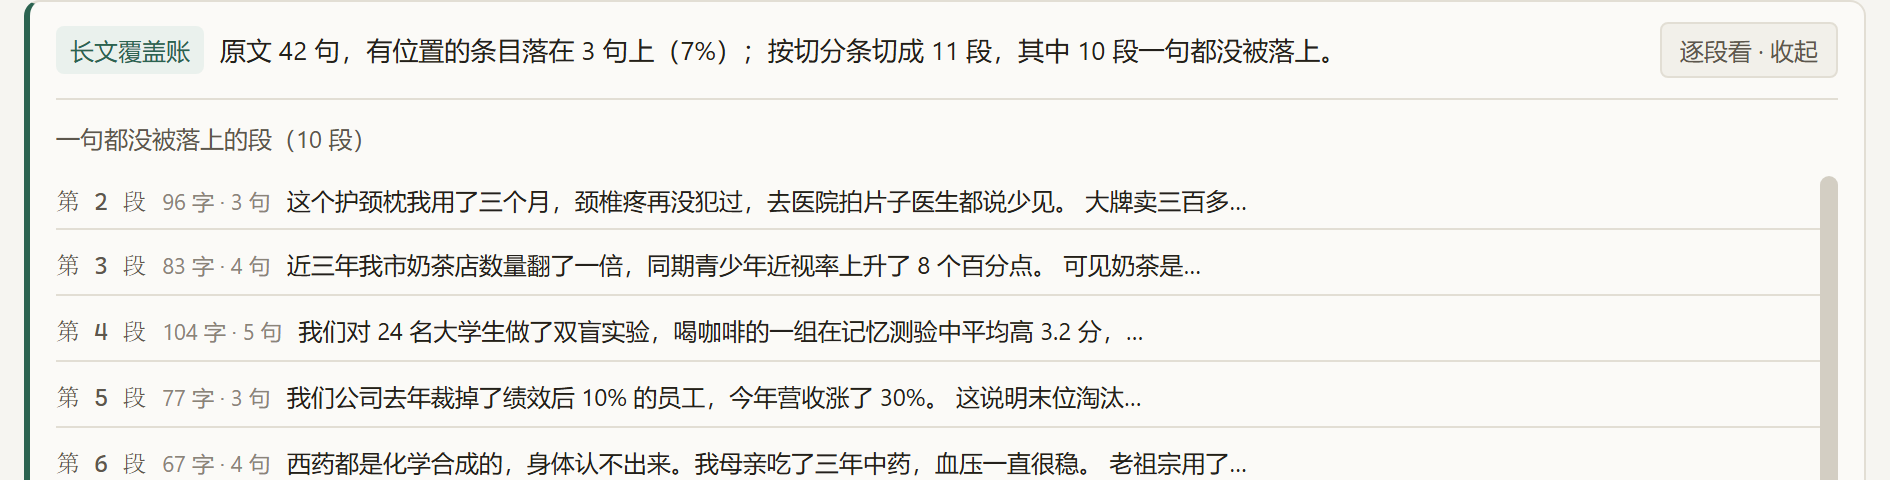 长文覆盖账 原文 42 句，有位置的条目落在 3 句上（7%）；按切分条切成 11 段，其中 10 段一句都没被落上。 逐段看 · 收起
一句都没被落上的段（10 段）
第 2 段 96 字 · 3 句 这个护颈枕我用了三个月，颈椎疼再没犯过，去医院拍片子医生都说少见。 大牌卖三百多...
第 3 段 83 字 · 4 句 近三年我市奶茶店数量翻了一倍，同期青少年近视率上升了 8 个百分点。 可见奶茶是...
第 4 段 104 字 · 5 句 我们对 24 名大学生做了双盲实验，喝咖啡的一组在记忆测验中平均高 3.2 分，...
第 5 段 77 字 · 3 句 我们公司去年裁掉了绩效后 10% 的员工，今年营收涨了 30%。 这说明末位淘汰...
第 6 段 67 字 · 4 句 西药都是化学合成的，身体认不出来。我母亲吃了三年中药，血压一直很稳。 老祖宗用了...